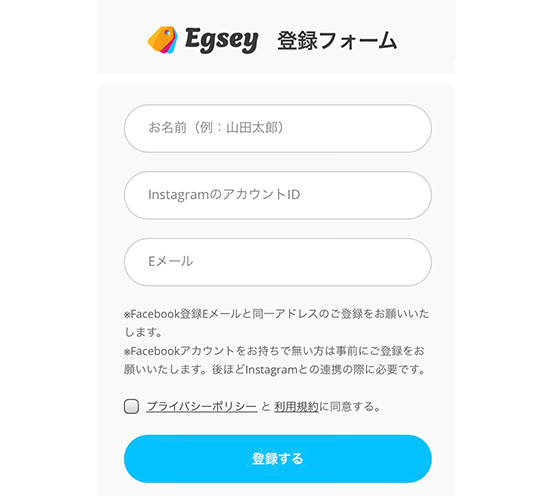 Egsey 登録フォーム
お名前（例：山田太郎）
InstagramのアカウントID
Eメール
※Facebook登録Eメールと同一アドレスのご登録をお願いいた
します。
※Facebookアカウントをお持ちで無い方は事前にご登録をお
願いいたします。後ほどInstagramとの連携の際に必要です。
プライバシーポリシー と 利用規約に同意する。
登録する